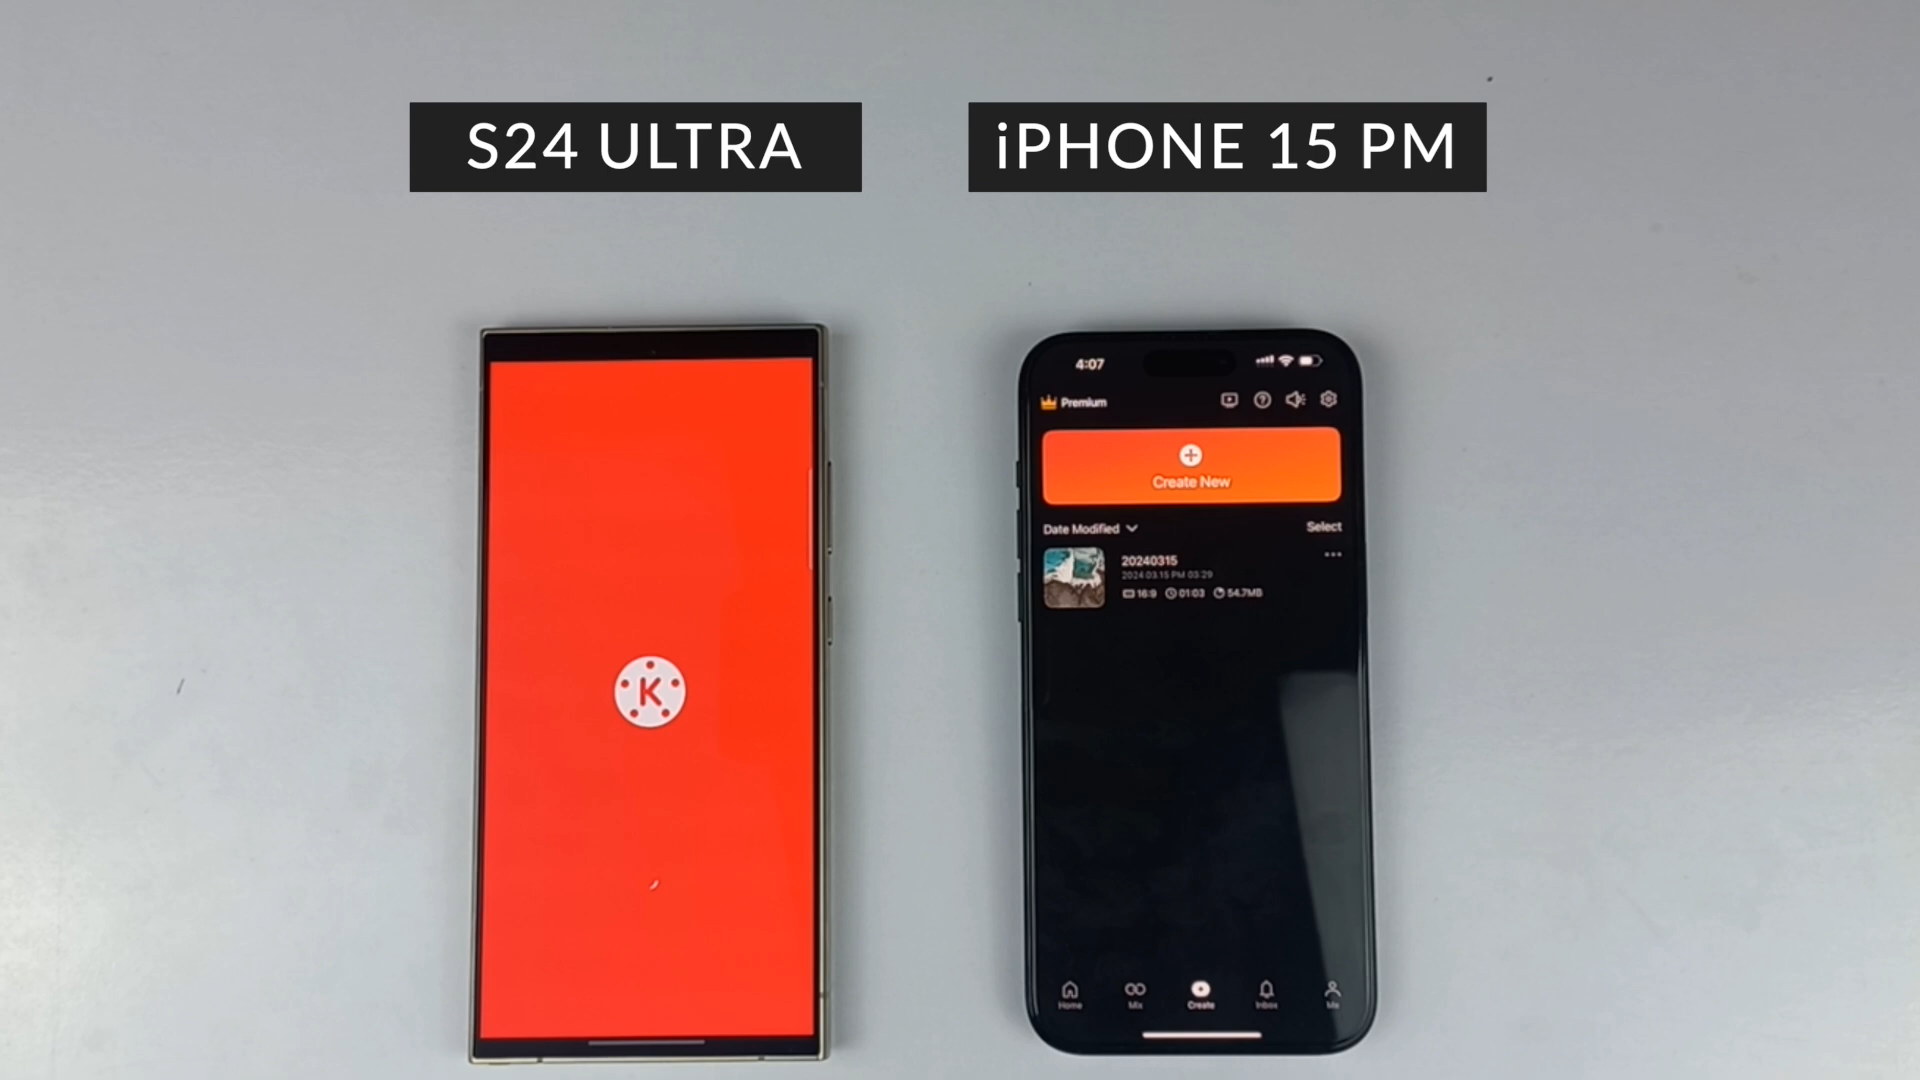 S24 ULTRA
iPHONE 15 PM
4:07
Premium
Create New
Date Modified
Select
20240315
2024.03.15 PM 03:29
16:9 01:03 54.7MB
K
Home
Mix
Create
Inbox
Me